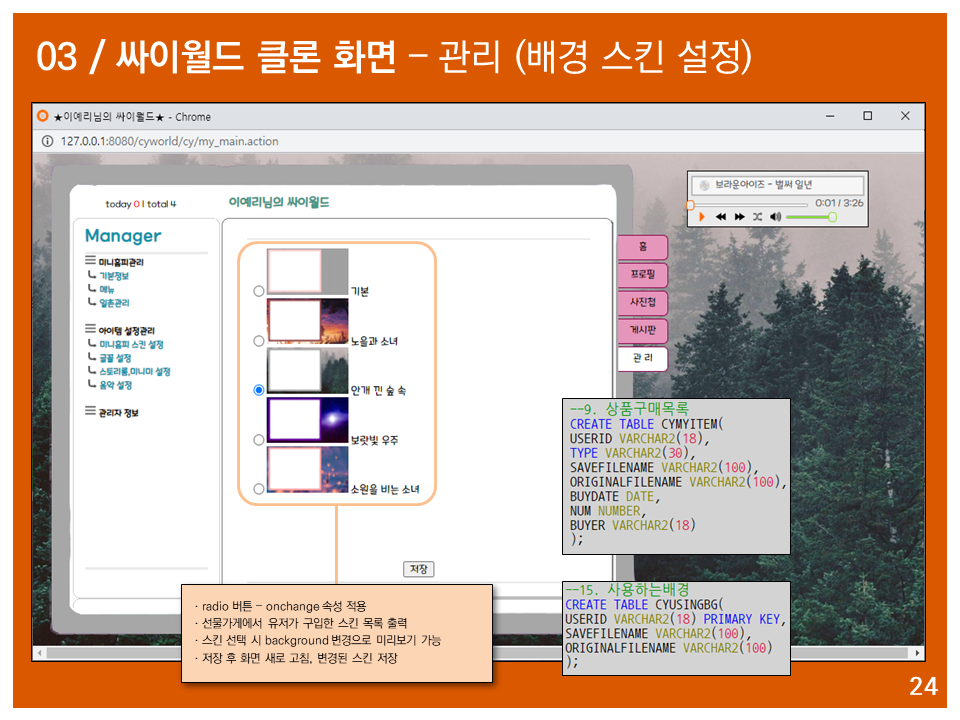 03 / 싸이월드 클론 화면 – 관리 (배경 스킨 설정)
★이예리님의 싸이월드★ - Chrome
127.0.0.1:8080/cyworld/cy/my_main.action
today 0 l total 4
이예리님의 싸이월드
브라운아이즈 - 벌써 일년
0:01 / 3:26
Manager
미니홈피관리
기본정보
메뉴
일촌관리
아이템 설정관리
미니홈피 스킨 설정
글꼴 설정
스토리룸,미니미 설정
음악 설정
관리자 정보
기본
노을과 소녀
안개 낀 숲 속
보랏빛 우주
소원을 비는 소녀
저장
홈
프로필
사진첩
게시판
관 리
--9. 상품구매목록
CREATE TABLE CYMYITEM(
USERID VARCHAR2(18),
TYPE VARCHAR2(30),
SAVEFILENAME VARCHAR2(100),
ORIGINALFILENAME VARCHAR2(100),
BUYDATE DATE,
NUM NUMBER,
BUYER VARCHAR2(18)
);
--15. 사용하는배경
CREATE TABLE CYUSINGBG(
USERID VARCHAR2(18) PRIMARY KEY,
SAVEFILENAME VARCHAR2(100),
ORIGINALFILENAME VARCHAR2(100)
);
· radio 버튼 – onchange 속성 적용
· 선물가게에서 유저가 구입한 스킨 목록 출력
· 스킨 선택 시 background 변경으로 미리보기 가능
· 저장 후 화면 새로 고침, 변경된 스킨 저장
24